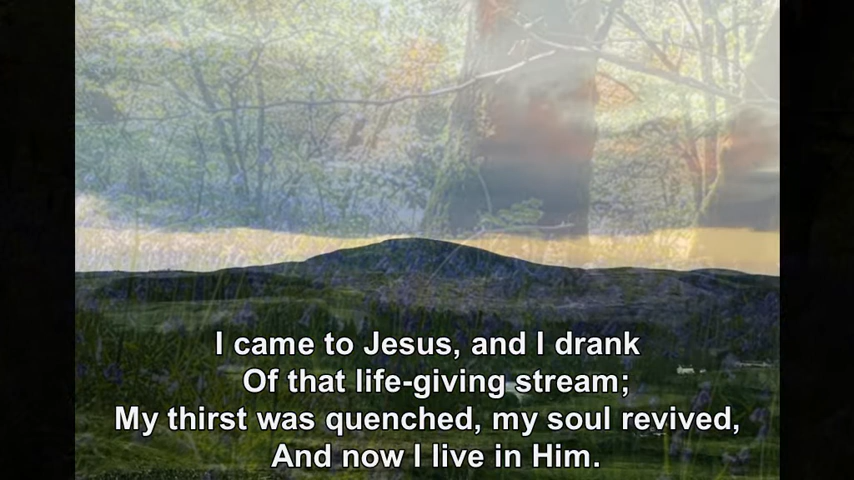 I came to Jesus, and I drank
Of that life-giving stream;
My thirst was quenched, my soul revived,
And now I live in Him.